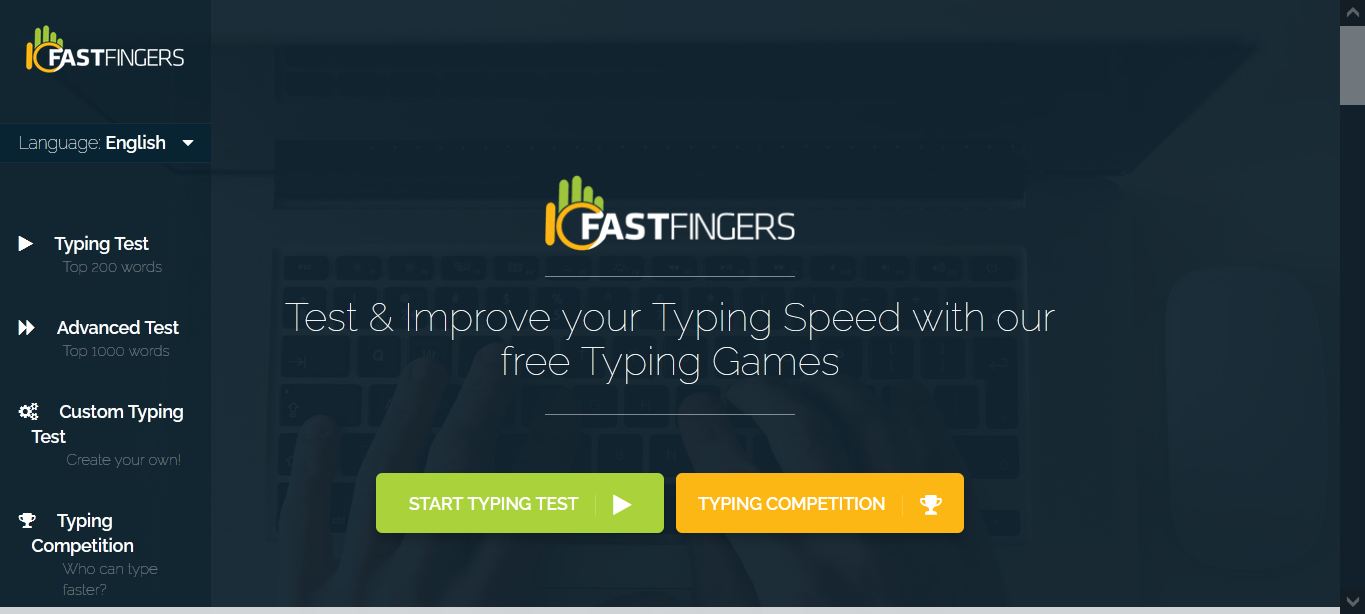 FASTFINGERS
Language: English
Typing Test
Top 200 words
Advanced Test
Top 1000 words
Custom Typing
Test
Create your own!
Typing
Competition
Who can type
faster?
10FASTFINGERS
Test & Improve your Typing Speed with our
free Typing Games
START TYPING TEST
TYPING COMPETITION